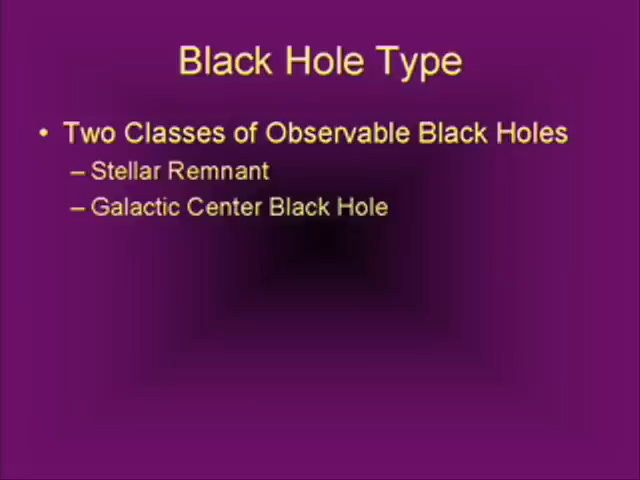 Black Hole Type
• Two Classes of Observable Black Holes
– Stellar Remnant
– Galactic Center Black Hole